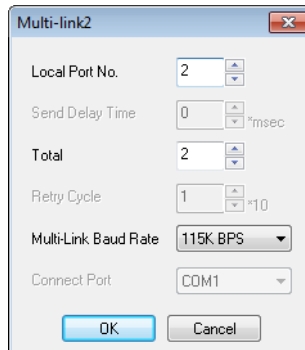 Multi-link2
Local Port No. 2
Send Delay Time 0 *msec
Total 2
Retry Cycle 1 *10
Multi-Link Baud Rate 115K BPS
Connect Port COM1
OK Cancel